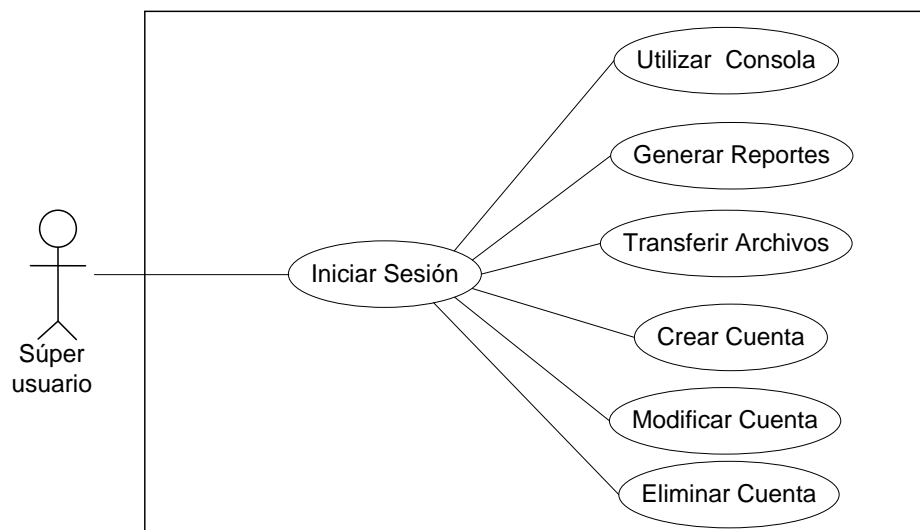 Utilizar Consola
Generar Reportes
Transferir Archivos
Iniciar Sesión
Crear Cuenta
Súper
usuario
Modificar Cuenta
Eliminar Cuenta